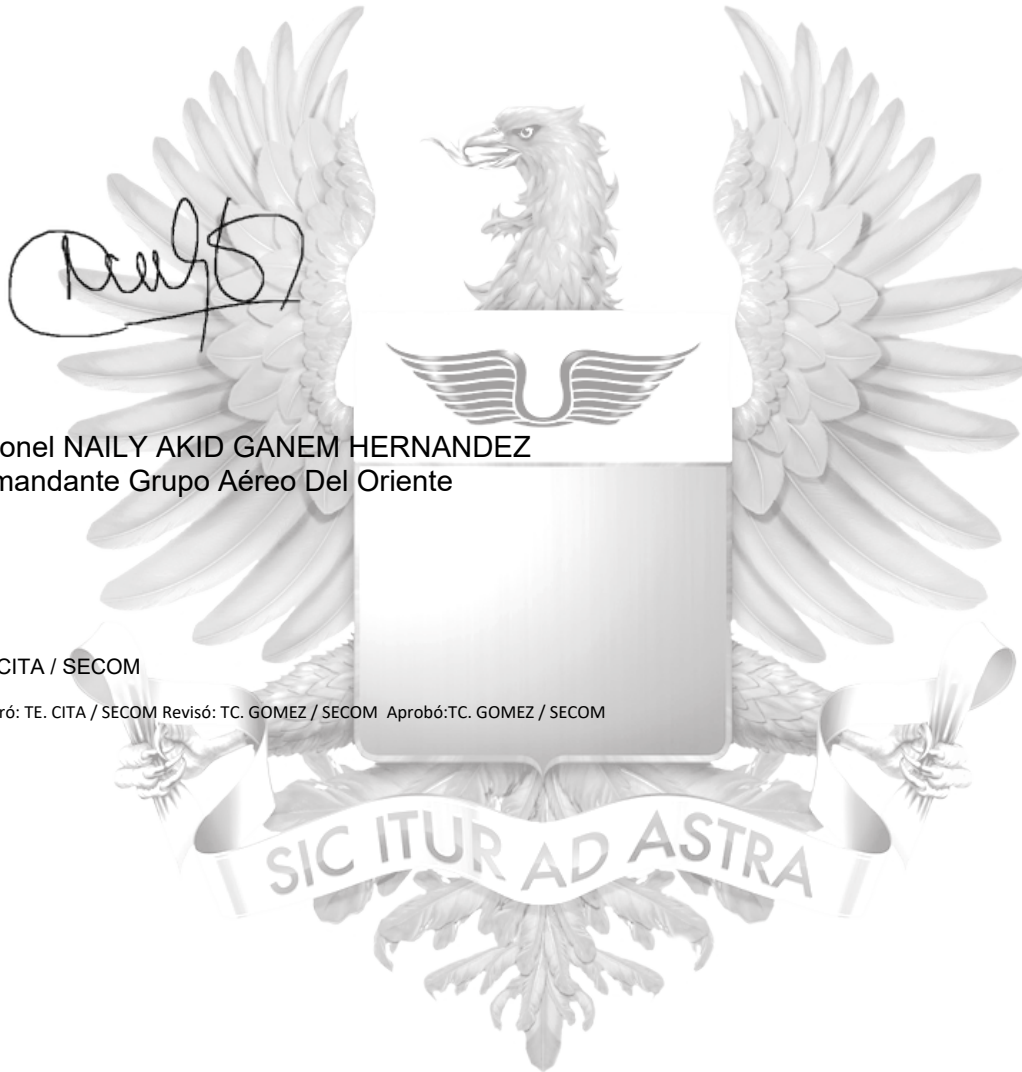 onel NAILY AKID GANEM HERNANDEZ
mandante Grupo Aéreo Del Oriente
CITA / SECOM
ró: TE. CITA / SECOM Revisó: TC. GOMEZ / SECOM Aprobó:TC. GOMEZ / SECOM
SIC ITUR AD ASTRA